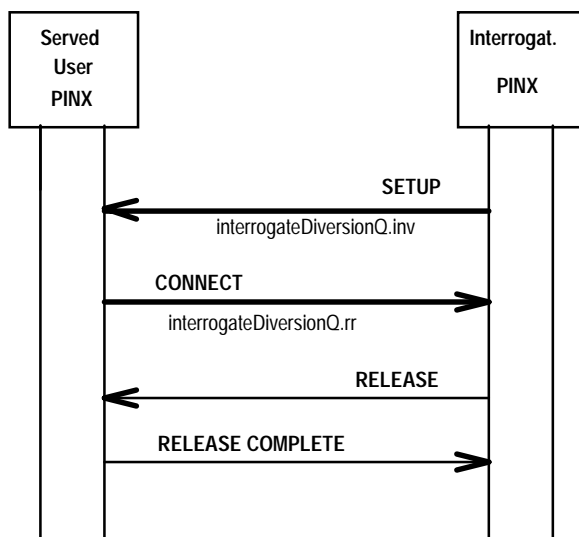 Served
User
PINX
Interrogat.
PINX
SETUP
interrogateDiversionQ.inv
CONNECT
interrogateDiversionQ.rr
RELEASE
RELEASE COMPLETE